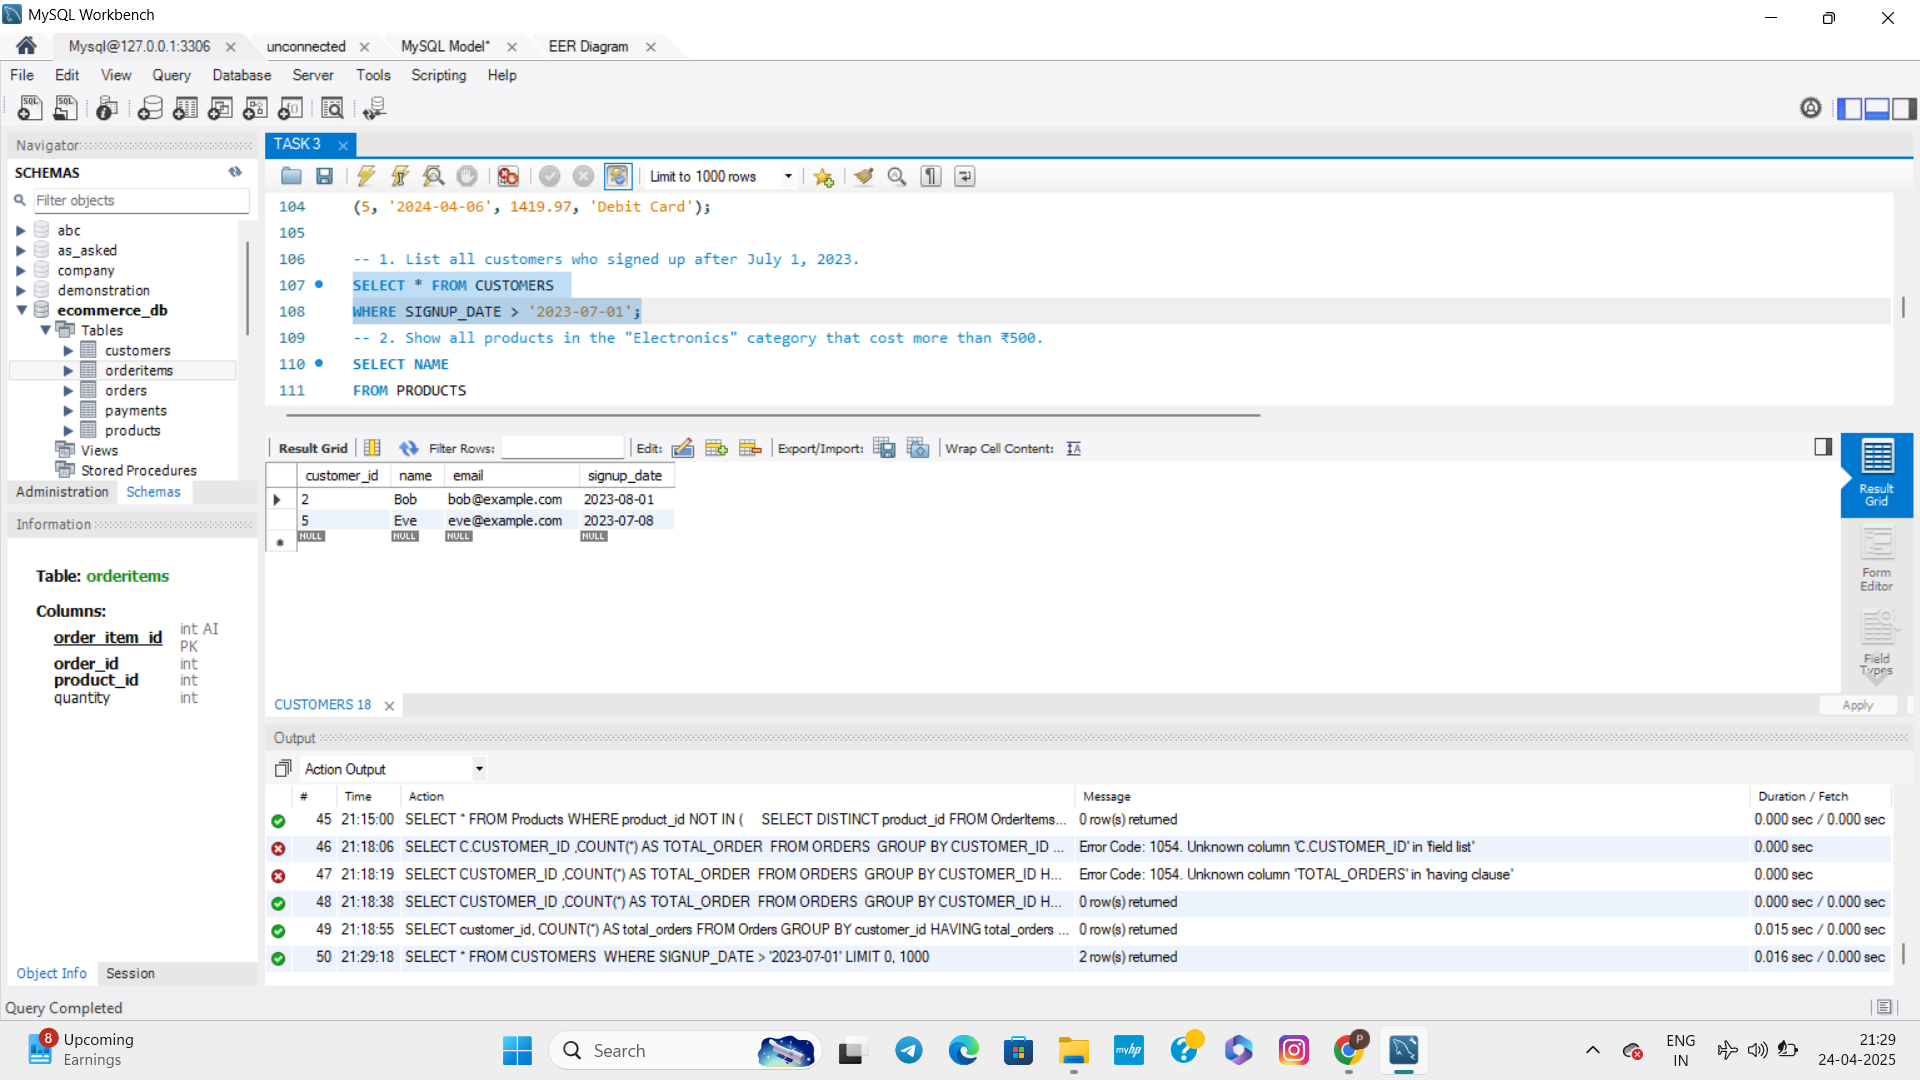 MySQL Workbench
Mysql@127.0.0.1:3306
unconnected
MySQL Model*
EER Diagram
File Edit View Query Database Server Tools Scripting Help
Navigator
SCHEMAS
Filter objects
abc
as_asked
company
demonstration
ecommerce_db
Tables
customers
orderitems
orders
payments
products
Views
Stored Procedures
Administration Schemas
Information
Table: orderitems
Columns:
order_item_id int AI PK
order_id int
product_id int
quantity int
Object Info Session
TASK 3
Limit to 1000 rows
104 (5, '2024-04-06', 1419.97, 'Debit Card');
105
106 -- 1. List all customers who signed up after July 1, 2023.
107 SELECT * FROM CUSTOMERS
108 WHERE SIGNUP_DATE > '2023-07-01';
109 -- 2. Show all products in the "Electronics" category that cost more than ₹500.
110 SELECT NAME
111 FROM PRODUCTS
Result Grid Filter Rows: Edit: Export/Import: Wrap Cell Content:
customer_id name email signup_date
2 Bob bob@example.com 2023-08-01
5 Eve eve@example.com 2023-07-08
NULL NULL NULL NULL
Result Grid
Form Editor
Field Types
CUSTOMERS 18
Apply
Output
Action Output
# Time Action Message Duration / Fetch
45 21:15:00 SELECT * FROM Products WHERE product_id NOT IN ( SELECT DISTINCT product_id FROM OrderItems... 0 row(s) returned 0.000 sec / 0.000 sec
46 21:18:06 SELECT C.CUSTOMER_ID ,COUNT(*) AS TOTAL_ORDER FROM ORDERS GROUP BY CUSTOMER_ID ... Error Code: 1054. Unknown column 'C.CUSTOMER_ID' in 'field list' 0.000 sec
47 21:18:19 SELECT CUSTOMER_ID ,COUNT(*) AS TOTAL_ORDER FROM ORDERS GROUP BY CUSTOMER_ID H... Error Code: 1054. Unknown column 'TOTAL_ORDERS' in 'having clause' 0.000 sec
48 21:18:38 SELECT CUSTOMER_ID ,COUNT(*) AS TOTAL_ORDER FROM ORDERS GROUP BY CUSTOMER_ID H... 0 row(s) returned 0.000 sec / 0.000 sec
49 21:18:55 SELECT customer_id, COUNT(*) AS total_orders FROM Orders GROUP BY customer_id HAVING total_orders ... 0 row(s) returned 0.015 sec / 0.000 sec
50 21:29:18 SELECT * FROM CUSTOMERS WHERE SIGNUP_DATE > '2023-07-01' LIMIT 0, 1000 2 row(s) returned 0.016 sec / 0.000 sec
Query Completed
8
Upcoming
Earnings
Search
myhp
P
ENG
IN
21:29
24-04-2025